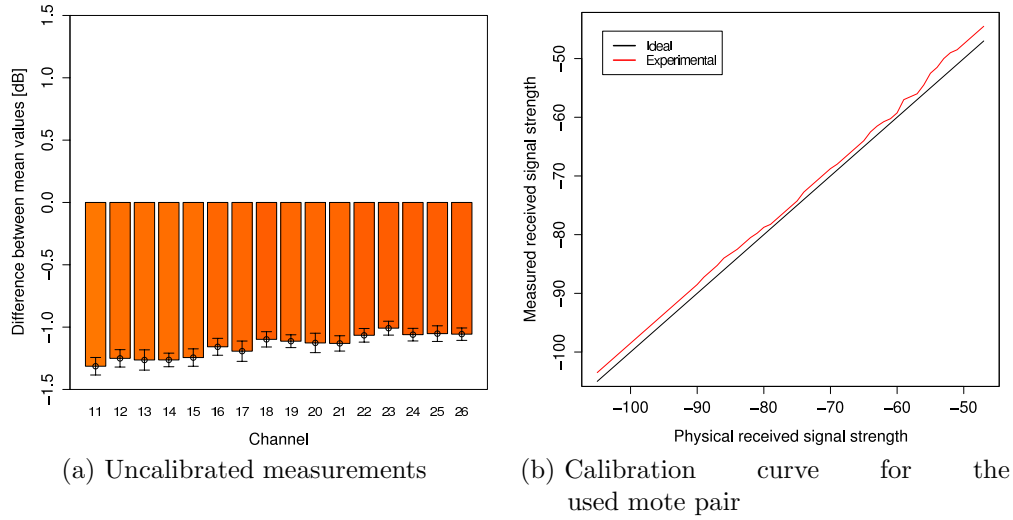 Difference between mean values [dB]
1.5
1.0
0.5
0.0
−0.5
−1.0
−1.5
11 12 13 14 15 16 17 18 19 20 21 22 23 24 25 26
Channel
(a) Uncalibrated measurements
Ideal
Experimental
Measured received signal strength
−50
−60
−70
−80
−90
−100
−100 −90 −80 −70 −60 −50
Physical received signal strength
(b) Calibration curve for the
used mote pair